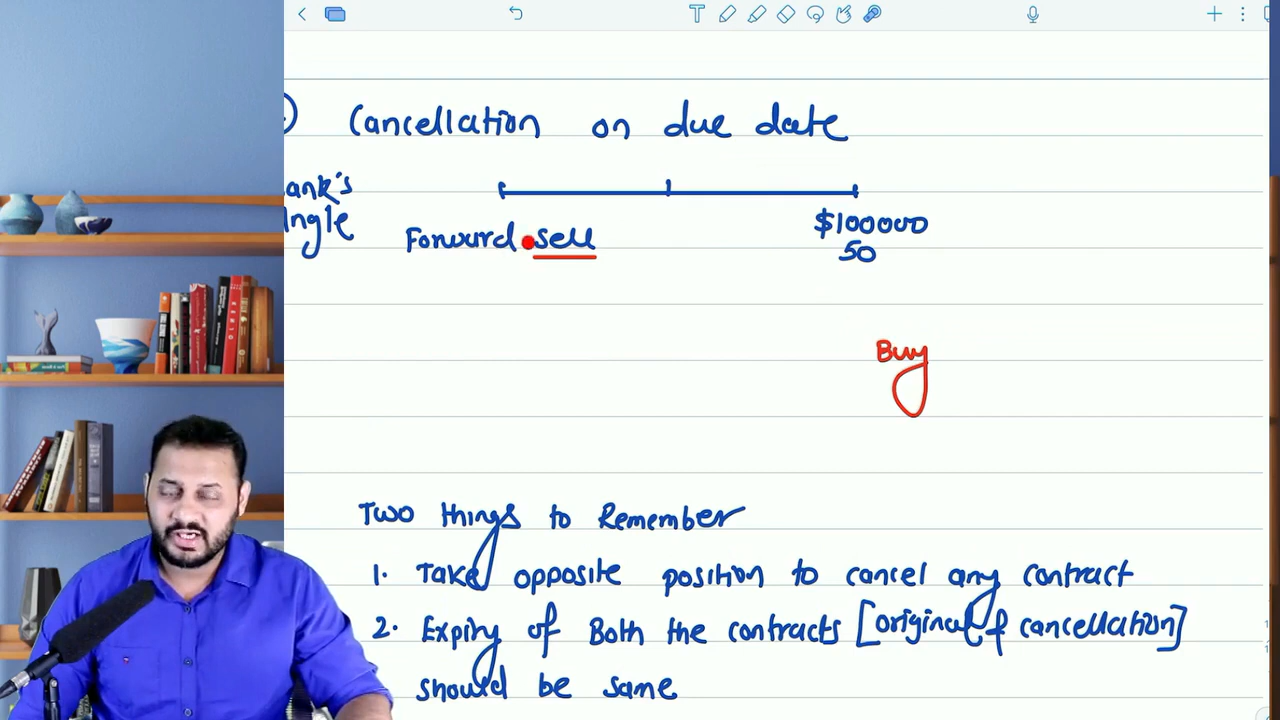 Cancellation on due date
ank's
ngle
Forward sell
$100000
50
Buy
Two things to Remember
1. Take opposite position to cancel any contract
2. Expiry of Both the contracts [original & cancellation]
should be same